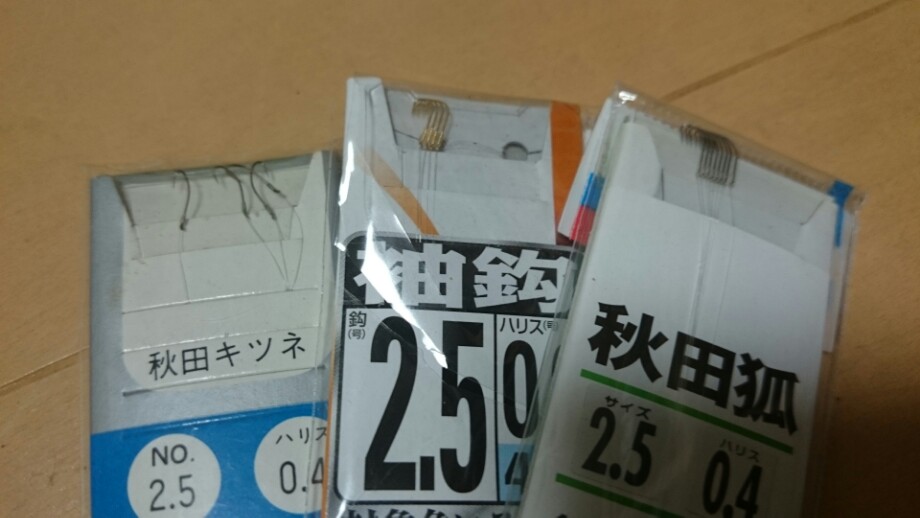 秋田キツネ
NO.
2.5
ハリス
0.4
袖鈎
鈎
(号)
2.5
ハリス(号)
秋田狐
サイズ
2.5
ハリス
0.4